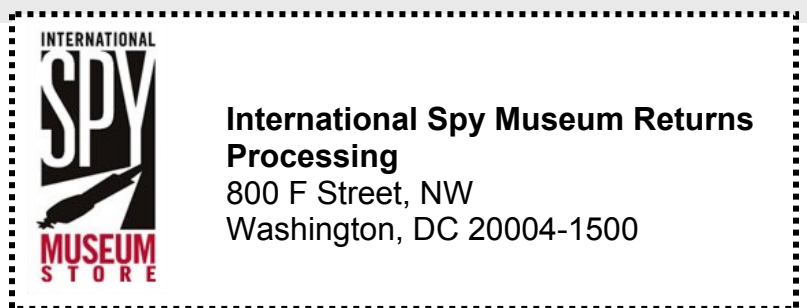 INTERNATIONAL
SPY
MUSEUM
STORE
International Spy Museum Returns
Processing
800 F Street, NW
Washington, DC 20004-1500